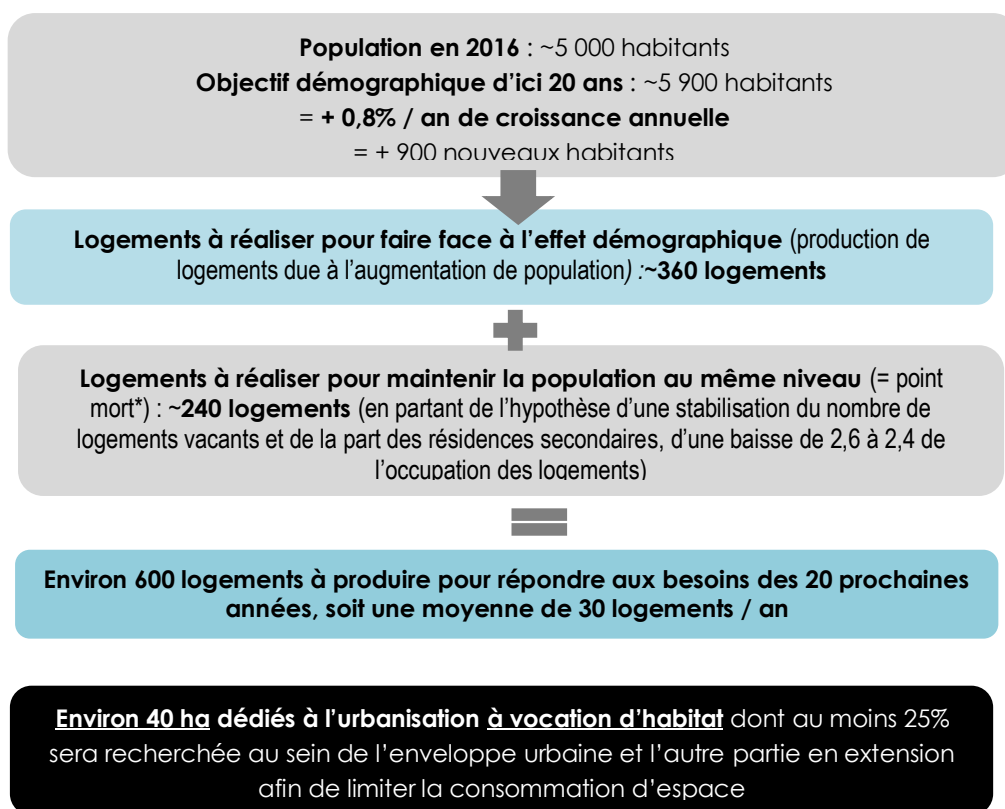 Population en 2016 : ~5 000 habitants
Objectif démographique d'ici 20 ans : ~5 900 habitants
= + 0,8% / an de croissance annuelle
= + 900 nouveaux habitants
Logements à réaliser pour faire face à l'effet démographique (production de
logements due à l'augmentation de population) :~360 logements
Logements à réaliser pour maintenir la population au même niveau (= point
mort*) : ~240 logements (en partant de l'hypothèse d'une stabilisation du nombre de
logements vacants et de la part des résidences secondaires, d'une baisse de 2,6 à 2,4 de
l'occupation des logements)
Environ 600 logements à produire pour répondre aux besoins des 20 prochaines
années, soit une moyenne de 30 logements / an
Environ 40 ha dédiés à l'urbanisation à vocation d'habitat dont au moins 25%
sera recherchée au sein de l'enveloppe urbaine et l'autre partie en extension
afin de limiter la consommation d'espace